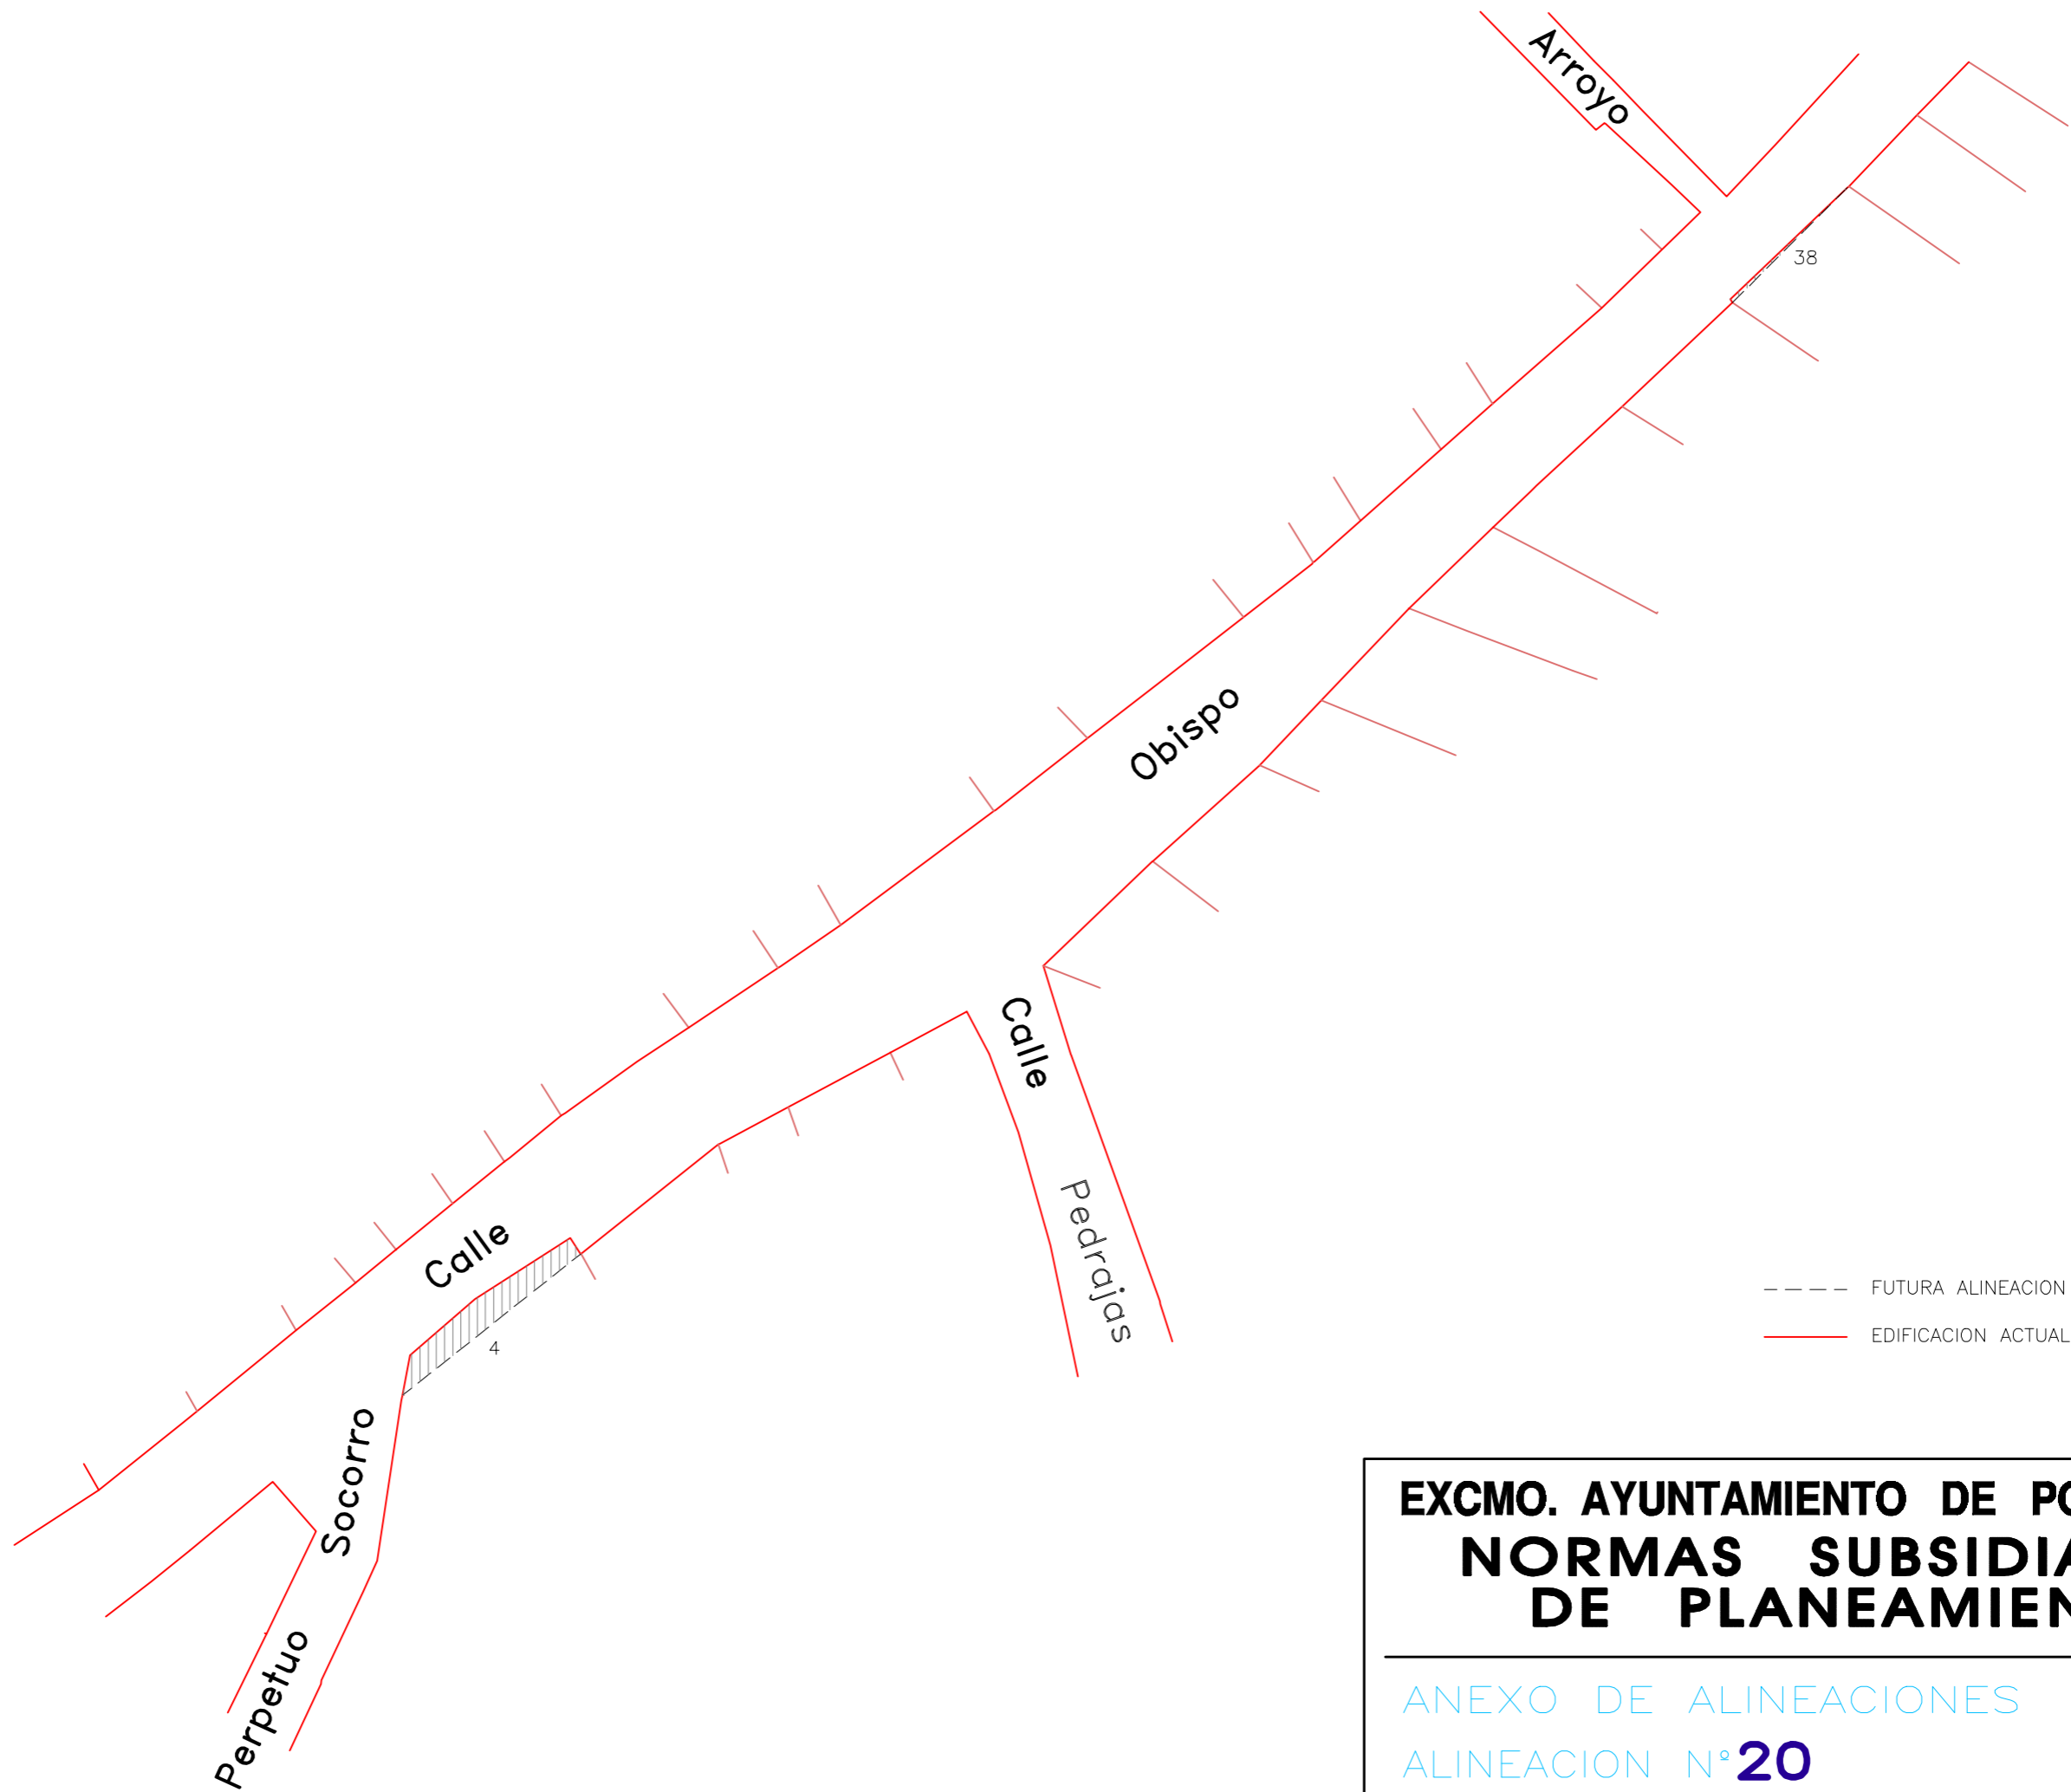 Arroyo
38
Obispo
Calle
Pedrajas
Calle
4
Socorro
Perpetuo
FUTURA ALINEACION
EDIFICACION ACTUAL
EXCMO. AYUNTAMIENTO DE
NORMAS
DE
ANEXO DE ALINEACIONES
ALINEACION Nº 20